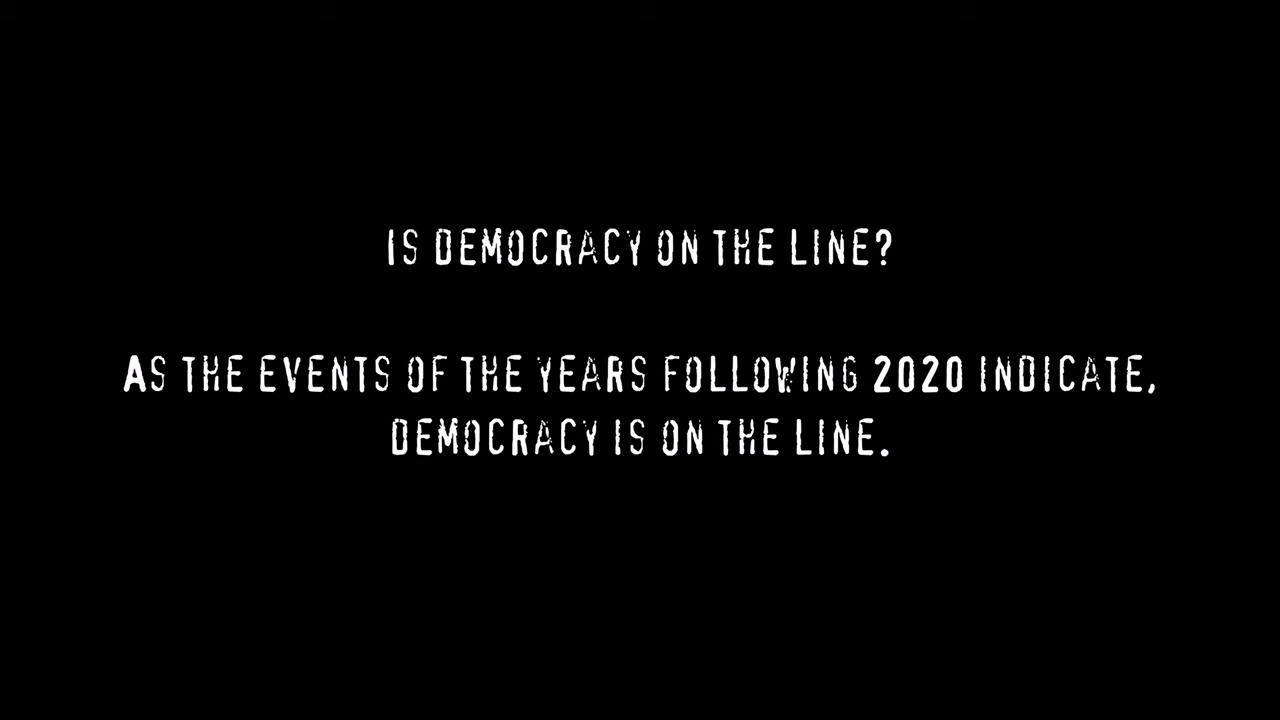 IS DEMOCRACY ON THE LINE?
AS THE EVENTS OF THE YEARS FOLLOWING 2020 INDICATE,
DEMOCRACY IS ON THE LINE.